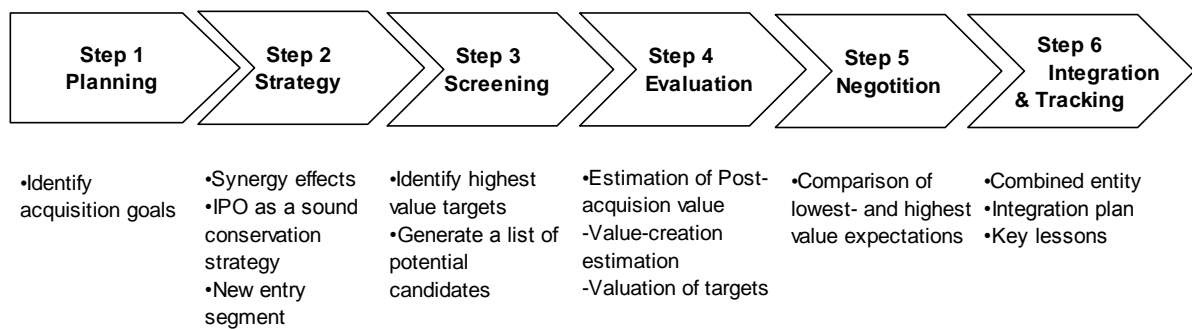 Step 1
Planning
Step 2
Strategy
Step 3
Screening
Step 4
Evaluation
Step 5
Negotition
Step 6
Integration
& Tracking
•Identify
acquisition goals
•Synergy effects
•IPO as a sound
conservation
strategy
•New entry
segment
•Identify highest
value targets
•Generate a list of
potential
candidates
•Estimation of Post-
acquision value
-Value-creation
estimation
-Valuation of targets
•Comparison of
lowest- and highest
value expectations
•Combined entity
•Integration plan
•Key lessons